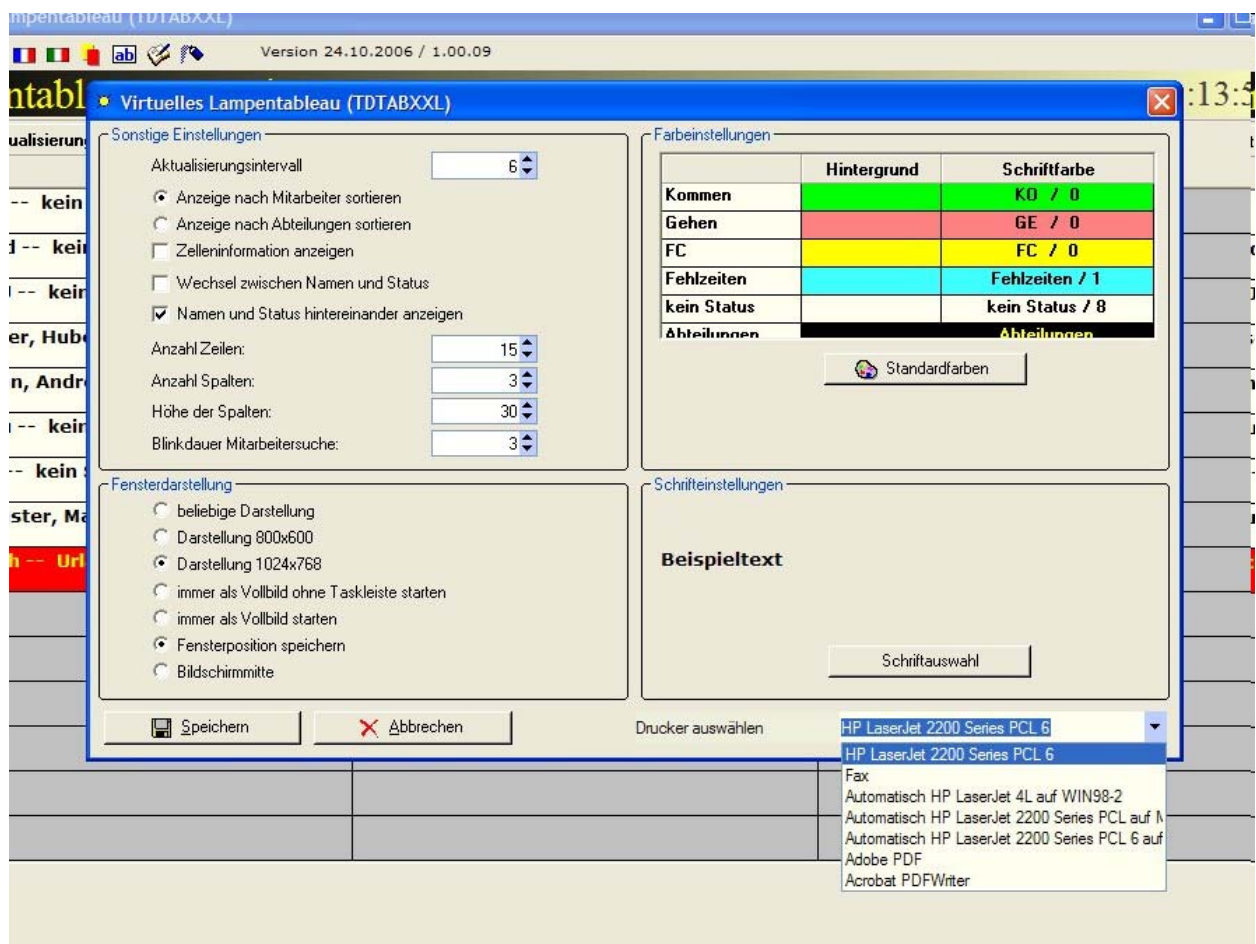 mpentableau (TDTABXXL)
ab
Version 24.10.2006 / 1.00.09
ntabl
:13:5
ualisierun
-- kein
-- kein
er, Hube
n, Andre
-- kein
-- kein
ster, Ma
h -- Url
Virtuelles Lampentableau (TDTABXXL)
Sonstige Einstellungen
Aktualisierungsintervall 6
Anzeige nach Mitarbeiter sortieren
Anzeige nach Abteilungen sortieren
Zelleninformation anzeigen
Wechsel zwischen Namen und Status
Namen und Status hintereinander anzeigen
Anzahl Zeilen: 15
Anzahl Spalten: 3
Höhe der Spalten: 30
Blinkdauer Mitarbeitersuche: 3
Farbeinstellungen
Hintergrund Schriftfarbe
Kommen KO / 0
Gehen GE / 0
FC FC / 0
Fehlzeiten Fehlzeiten / 1
kein Status kein Status / 8
Abteilungen Abteilungen
Standardfarben
Fensterdarstellung
beliebige Darstellung
Darstellung 800x600
Darstellung 1024x768
immer als Vollbild ohne Taskleiste starten
immer als Vollbild starten
Fensterposition speichern
Bildschirmmitte
Schrifteinstellungen
Beispieltext
Schriftauswahl
Speichern
Abbrechen
Drucker auswählen HP LaserJet 2200 Series PCL 6
HP LaserJet 2200 Series PCL 6
Fax
Automatisch HP LaserJet 4L auf WIN98-2
Automatisch HP LaserJet 2200 Series PCL auf M
Automatisch HP LaserJet 2200 Series PCL 6 auf
Adobe PDF
Acrobat PDFWriter